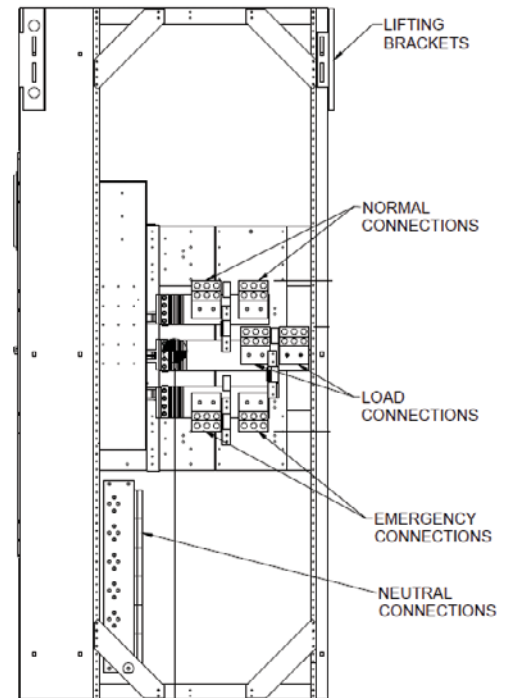 LIFTING
BRACKETS
NORMAL
CONNECTIONS
LOAD
CONNECTIONS
EMERGENCY
CONNECTIONS
NEUTRAL
CONNECTIONS